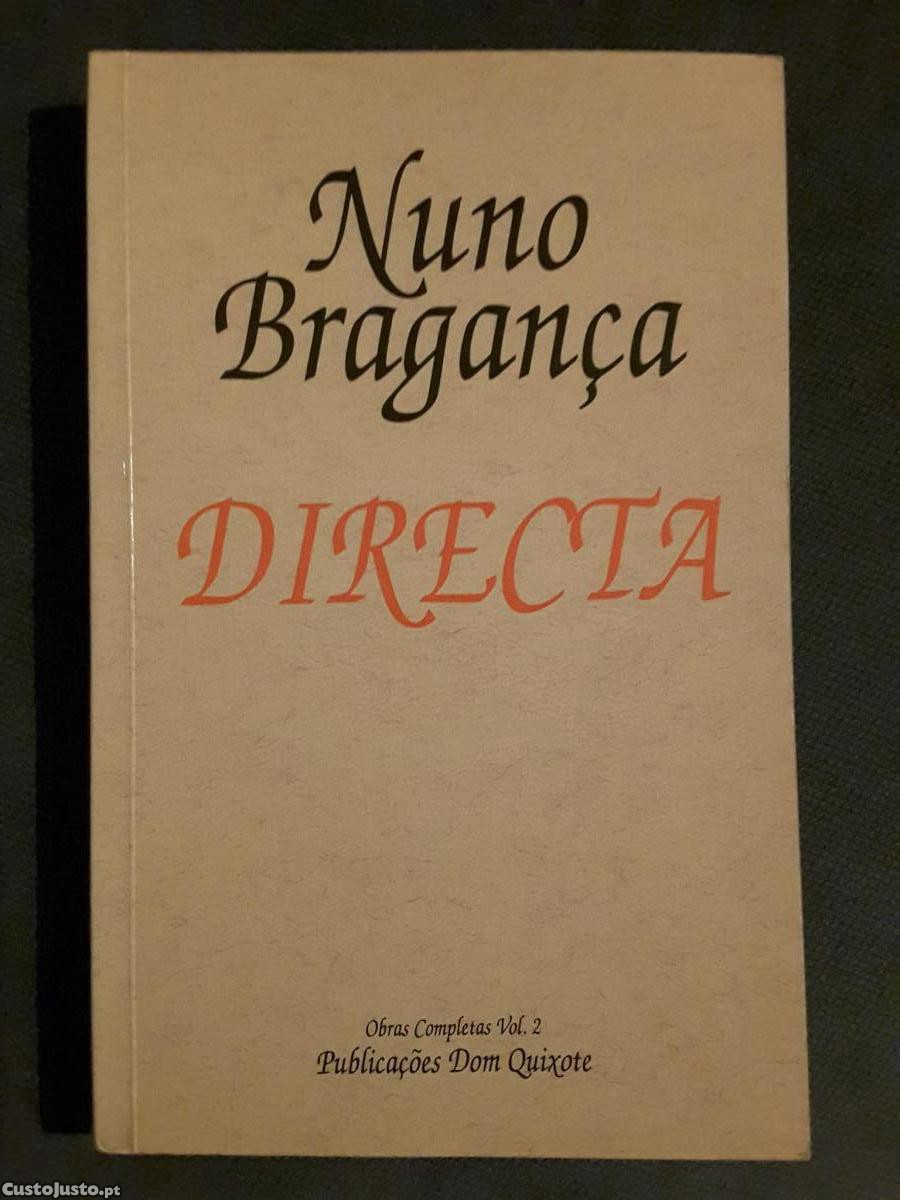 Nuno
Bragança
DIRECTA
Obras Completas Vol. 2
Publicações Dom Quixote
CustoJusto.pt